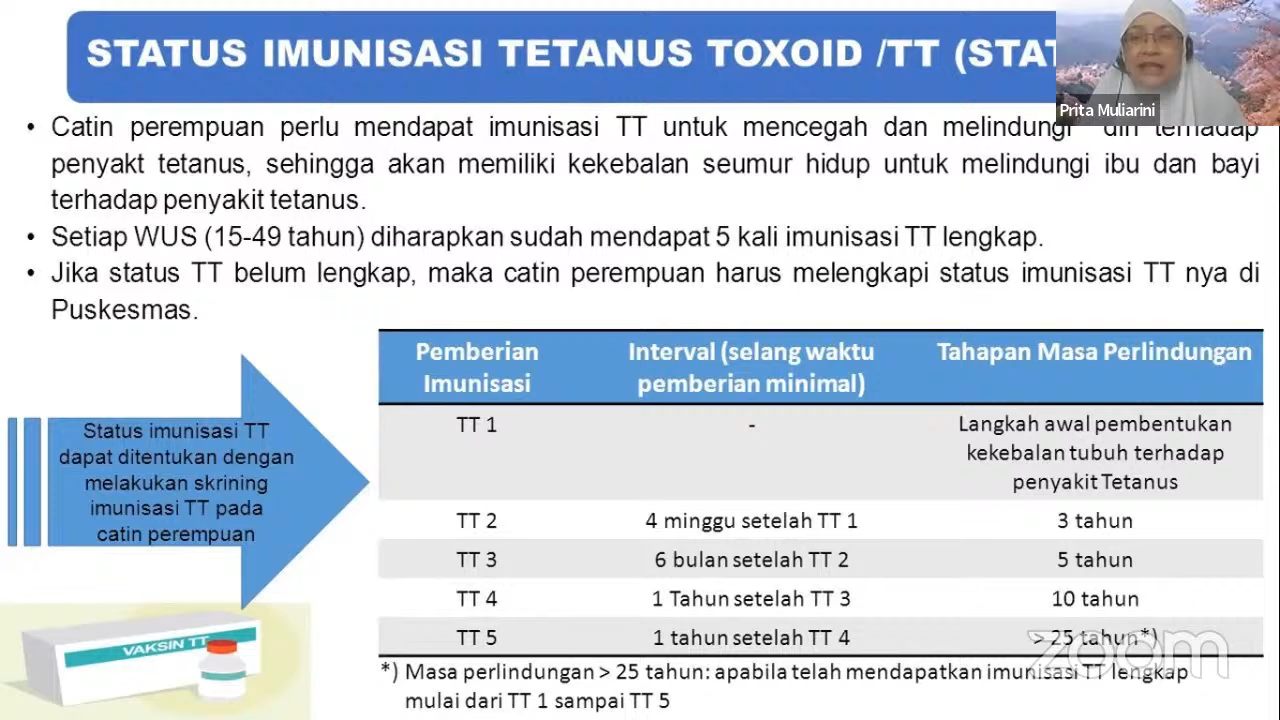 STATUS IMUNISASI TETANUS TOXOID /TT (STAT
Prita Muliarini
• Catin perempuan perlu mendapat imunisasi TT untuk mencegah dan melindungi diri terhadap
penyakt tetanus, sehingga akan memiliki kekebalan seumur hidup untuk melindungi ibu dan bayi
terhadap penyakit tetanus.
• Setiap WUS (15-49 tahun) diharapkan sudah mendapat 5 kali imunisasi TT lengkap.
• Jika status TT belum lengkap, maka catin perempuan harus melengkapi status imunisasi TT nya di
Puskesmas.
Status imunisasi TT
dapat ditentukan dengan
melakukan skrining
imunisasi TT pada
catin perempuan
VAKSIN TT
Pemberian Interval (selang waktu Tahapan Masa Perlindungan
Imunisasi pemberian minimal)
TT 1 - Langkah awal pembentukan
kekebalan tubuh terhadap
penyakit Tetanus
TT 2 4 minggu setelah TT 1 3 tahun
TT 3 6 bulan setelah TT 2 5 tahun
TT 4 1 Tahun setelah TT 3 10 tahun
TT 5 1 tahun setelah TT 4 > 25 tahun*)
*) Masa perlindungan > 25 tahun: apabila telah mendapatkan imunisasi TT lengkap
mulai dari TT 1 sampai TT 5
zoom